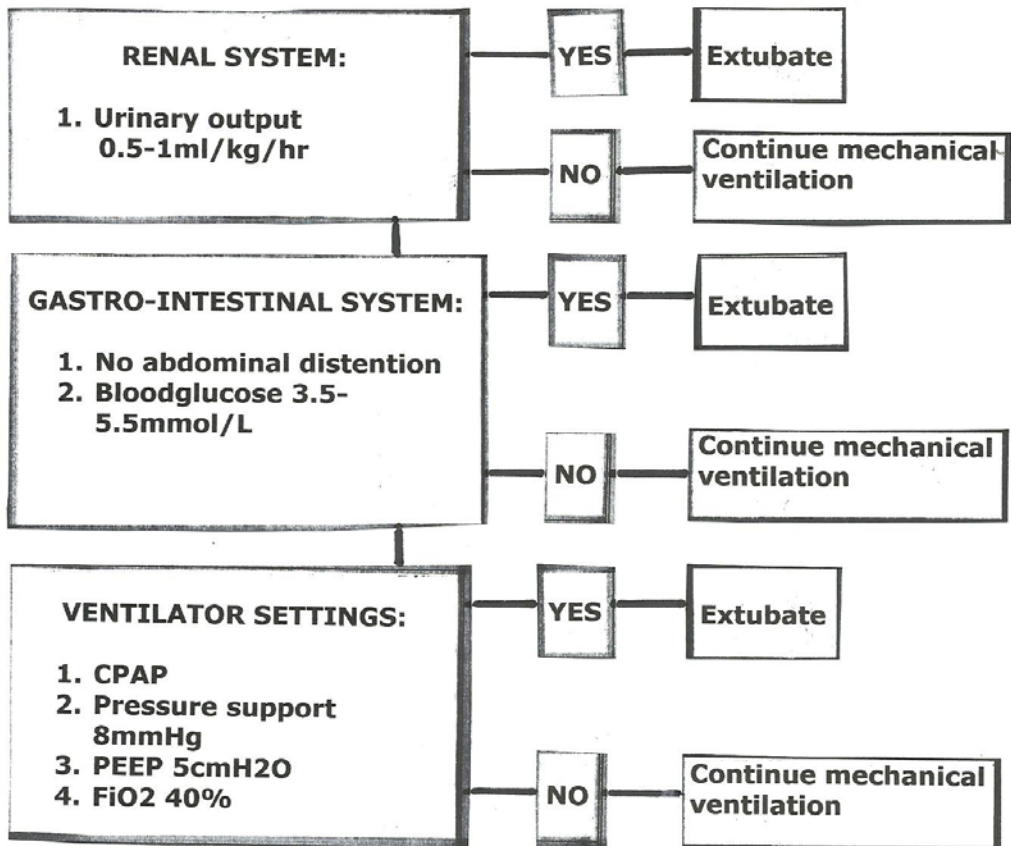 RENAL SYSTEM:
1. Urinary output
0.5-1ml/kg/hr
YES
Extubate
NO
Continue mechanical
ventilation
GASTRO-INTESTINAL SYSTEM:
1. No abdominal distention
2. Bloodglucose 3.5-
5.5mmol/L
YES
Extubate
NO
Continue mechanical
ventilation
VENTILATOR SETTINGS:
1. CPAP
2. Pressure support
8mmHg
3. PEEP 5cmH2O
4. FiO2 40%
YES
Extubate
NO
Continue mechanical
ventilation